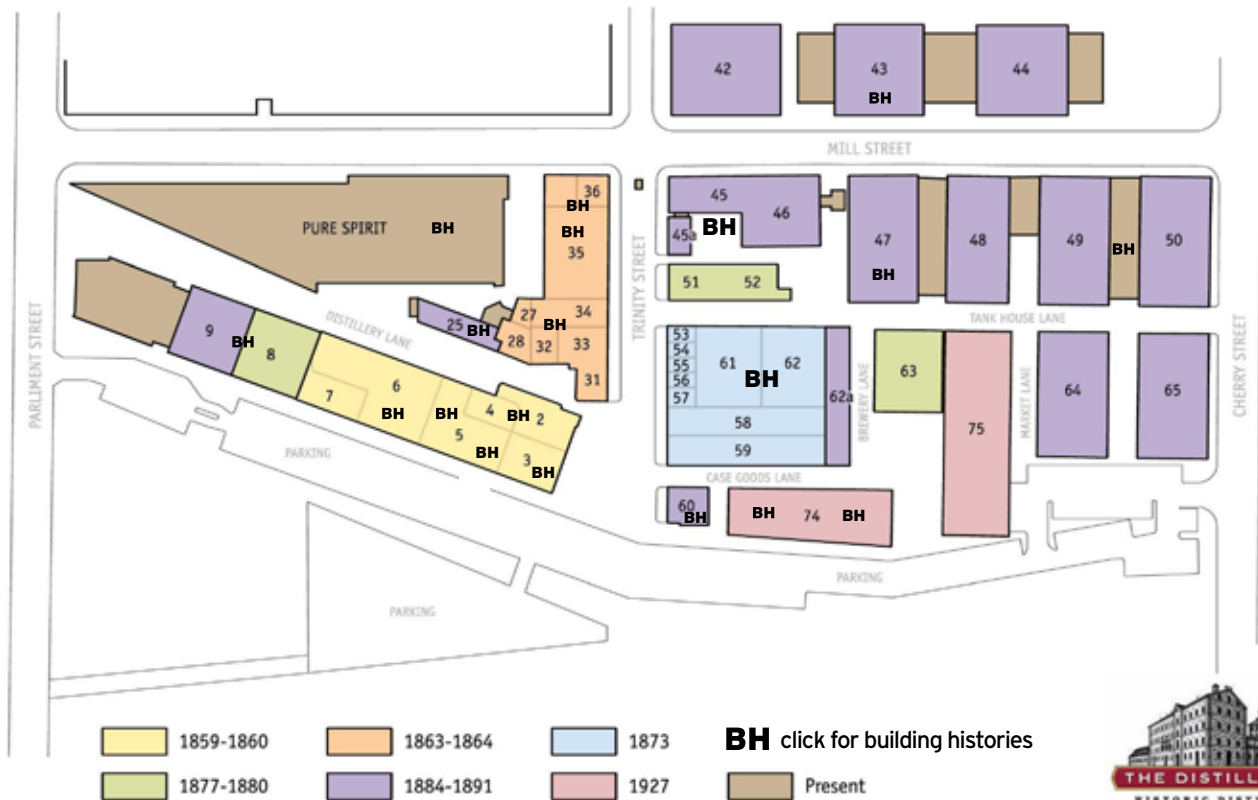 42
43
44
BH
MILL STREET
36
BH
BH
35
PURE SPIRIT BH
45
46
45a
BH
47
BH
48
49
BH
50
51 52
TRINITY STREET
PARLIMENT STREET
CHERRY STREET
DISTILLERY LANE
25 BH
27
34
BH
28
32
33
31
9
BH
8
7
6
BH
BH
4
BH
2
5
BH
3
BH
TANK HOUSE LANE
53
54
55
56
57
61
62
BH
62a
58
59
BREWERY LANE
63
75
MARKET LANE
64
65
CASE GOODS LANE
60
BH
BH 74 BH
PARKING
PARKING
PARKING
1859-1860
1863-1864
1873
BH click for building histories
1877-1880
1884-1891
1927
Present
THE DISTILL